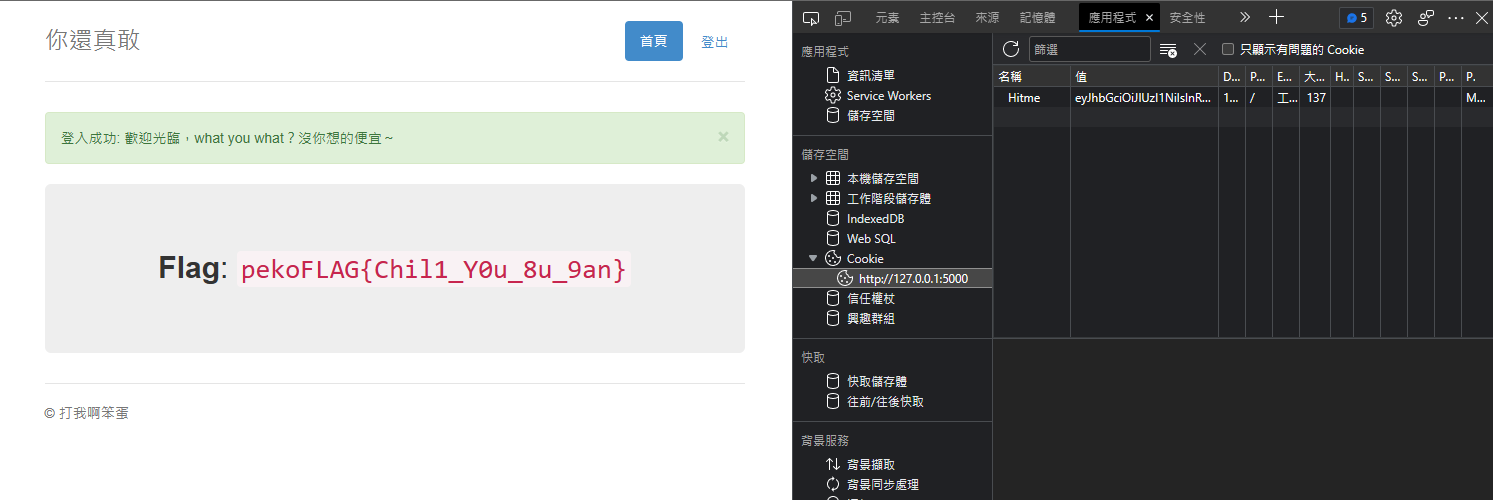 你還真敢
首頁
登出
登入成功: 歡迎光臨，what you what？沒你想的便宜～
×
Flag: pekoFLAG{Chil1_Y0u_8u_9an}
© 打我啊笨蛋
元素 主控台 來源 記憶體 應用程式 × 安全性 5
應用程式
資訊清單
Service Workers
儲存空間
儲存空間
本機儲存空間
工作階段儲存體
IndexedDB
Web SQL
Cookie
http://127.0.0.1:5000
信任權杖
興趣群組
快取
快取儲存體
往前/往後快取
背景服務
背景擷取
背景同步處理
篩選 只顯示有問題的 Cookie
名稱 值 D... P... E... 大... H.. S... S... S... P... P.
Hitme eyJhbGciOiJIUzI1NiIsInR... 1... / 工... 137 M...